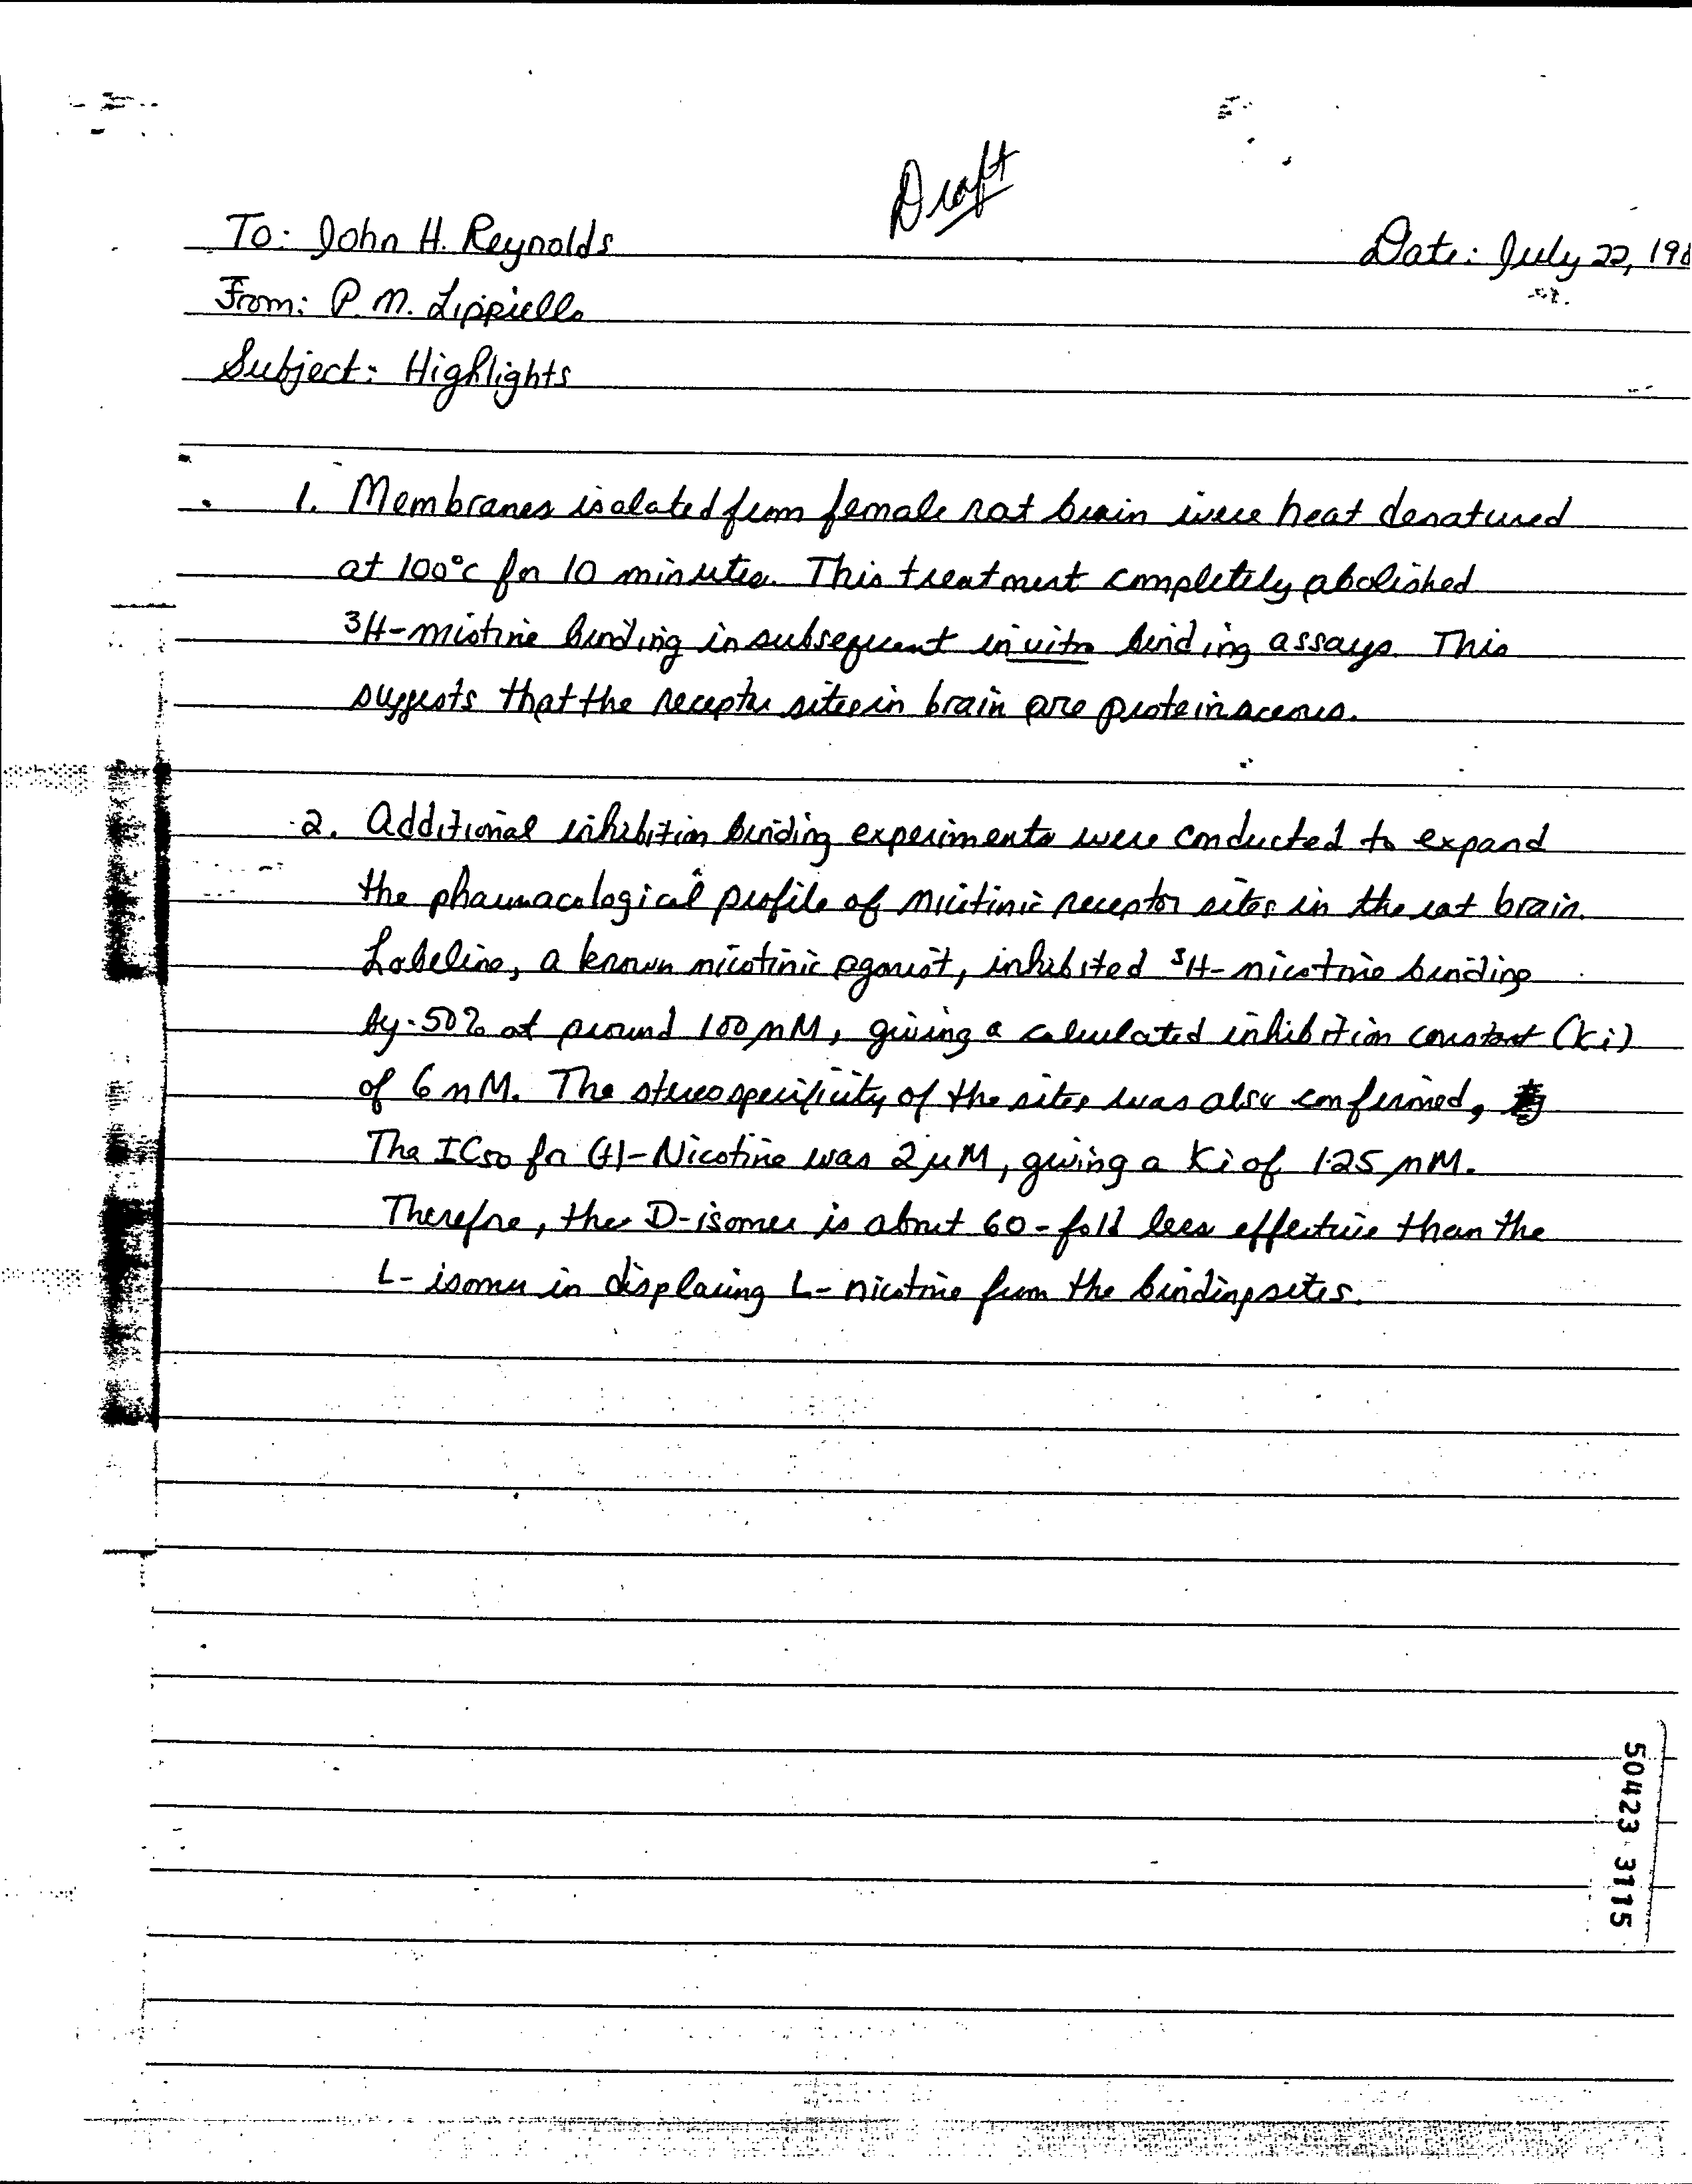 Draft
To: John H. Reynolds
Date: July 22, 198
From: P. M. Lippiello
Subject: Highlights
1. Membranes isolated from female rat brain were heat denatured
at 100°C for 10 minutes. This treatment completely abolished
3H-nicotine binding in subsequent in vitro binding assays. This
suggests that the receptor sites in brain are proteinaceous.
2. Additional inhibition binding experiments were conducted to expand
the pharmacological profile of nicotinic receptor sites in the rat brain.
Lobeline, a known nicotinic agonist, inhibited 3H-nicotine binding
by 50% at around 100 nM, giving a calculated inhibition constant (Ki)
of 6 nM. The stereospecificity of the sites was also confirmed,
The IC50 for (+)-Nicotine was 2 µM, giving a Ki of 125 nM.
Therefore, the D-isomer is about 60-fold less effective than the
L-isomer in displacing L-nicotine from the binding sites.
50423 3115